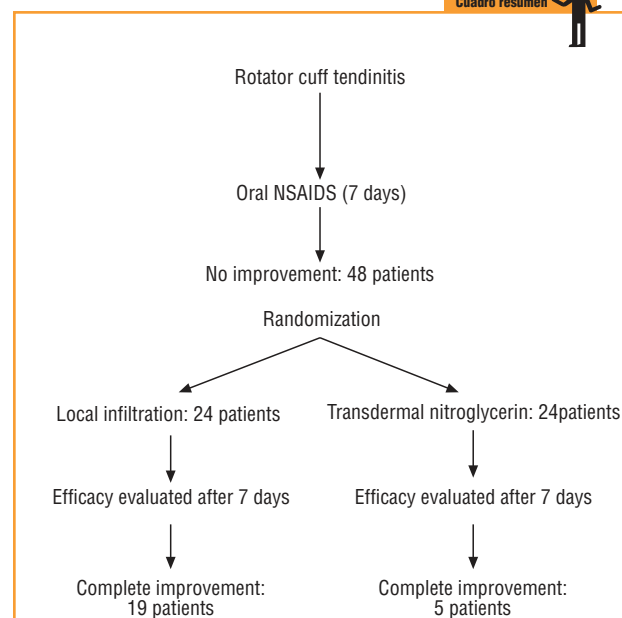 Cuadro resumen
Rotator cuff tendinitis
Oral NSAIDS (7 days)
No improvement: 48 patients
Randomization
Local infiltration: 24 patients
Transdermal nitroglycerin: 24patients
Efficacy evaluated after 7 days
Efficacy evaluated after 7 days
Complete improvement:
19 patients
Complete improvement:
5 patients